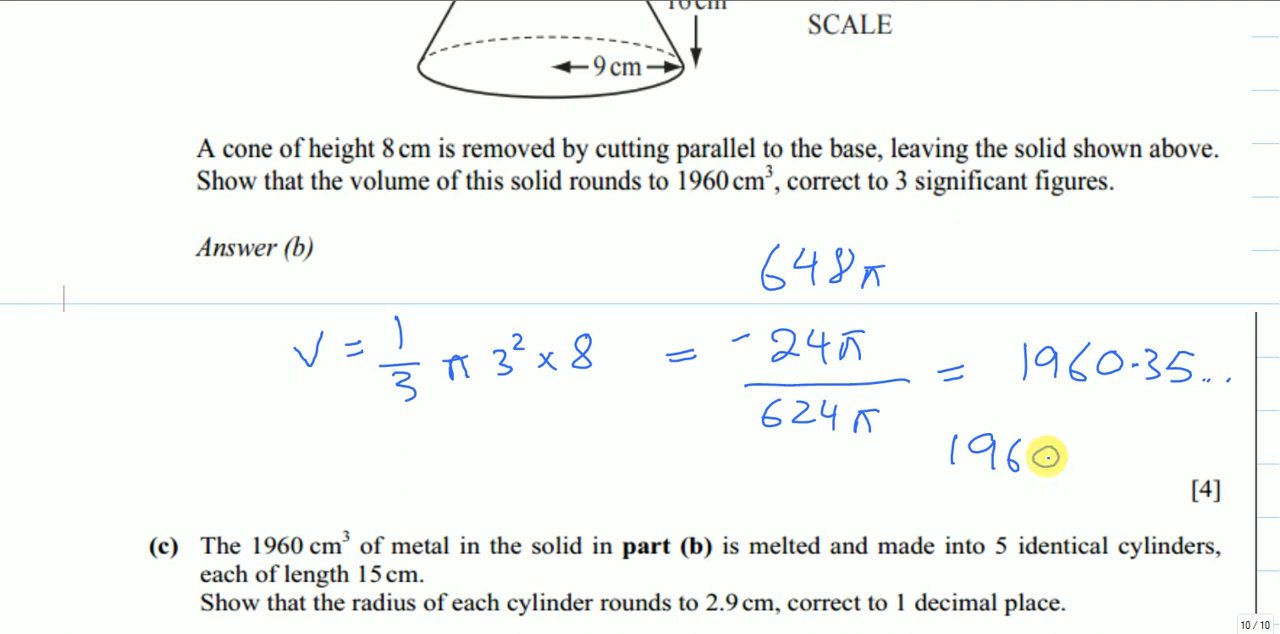 16 cm
SCALE
9 cm
A cone of height 8 cm is removed by cutting parallel to the base, leaving the solid shown above.
Show that the volume of this solid rounds to 1960 cm³, correct to 3 significant figures.
Answer (b)
648π
V = 1/3 π 3² × 8 = - 24π = 1960.35...
624π
1960
[4]
(c) The 1960 cm³ of metal in the solid in part (b) is melted and made into 5 identical cylinders,
each of length 15 cm.
Show that the radius of each cylinder rounds to 2.9 cm, correct to 1 decimal place.
10 / 10